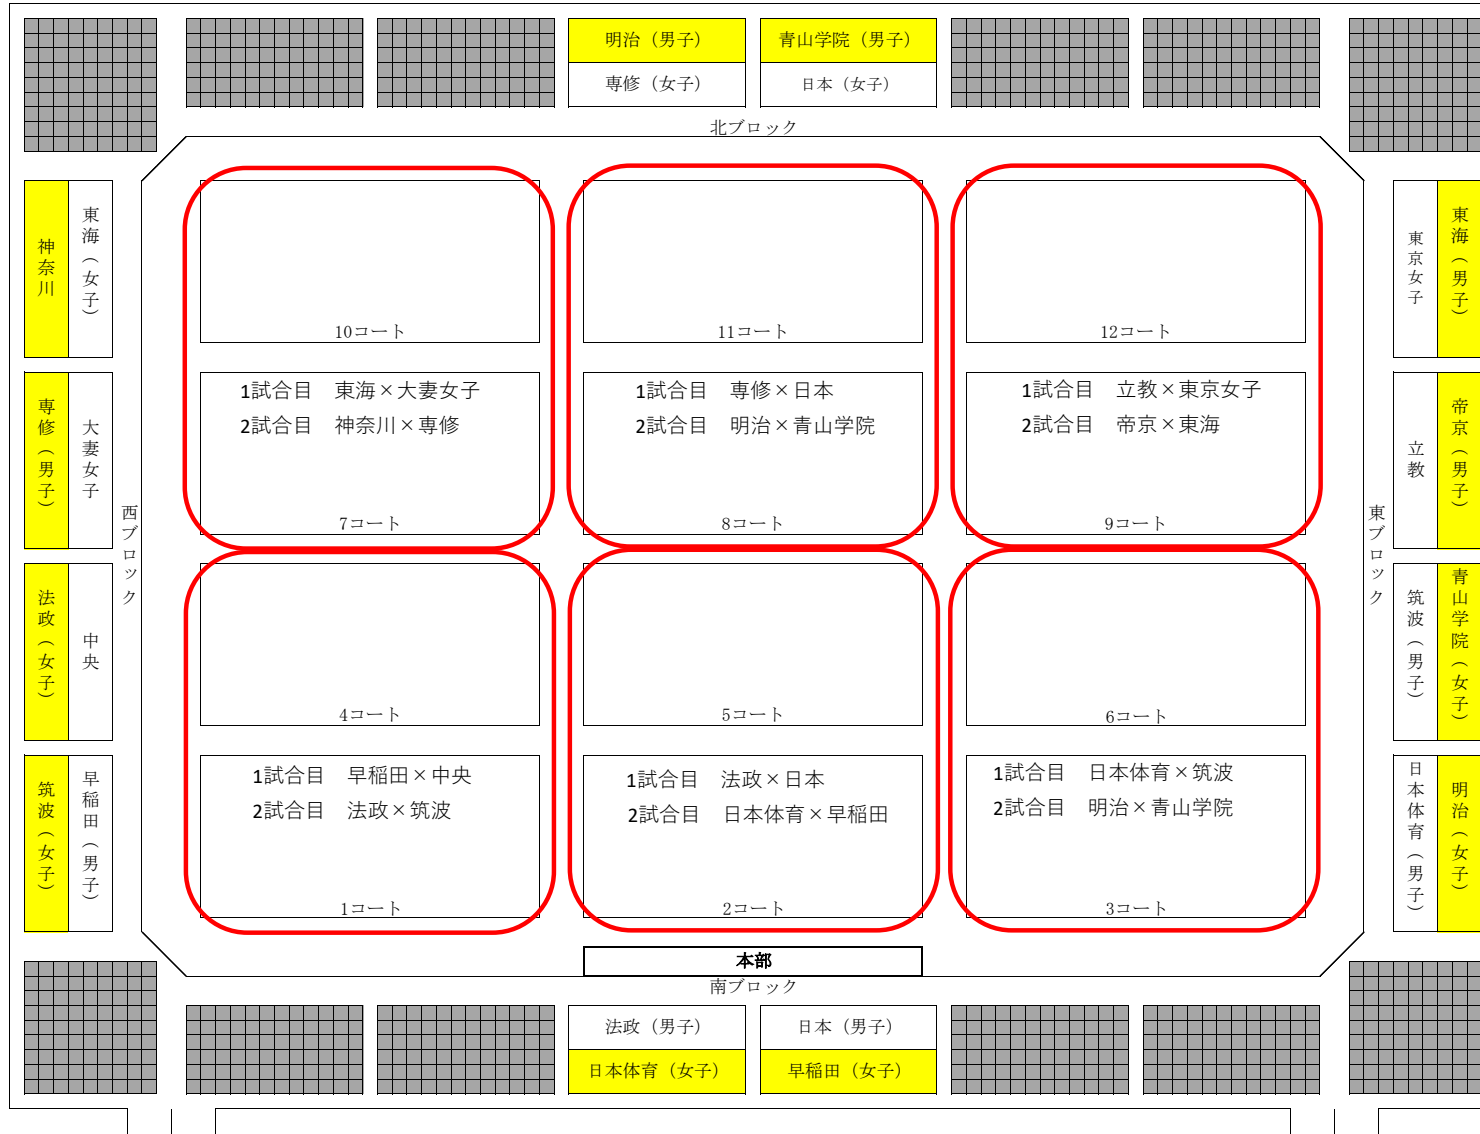 明治（男子）
青山学院（男子）
専修（女子）
日本（女子）
北ブロック
神奈川
東海（女子）
10コート
11コート
12コート
東京女子
東海（男子）
専修（男子）
大妻女子
1試合目　東海×大妻女子
2試合目　神奈川×専修
7コート
1試合目　専修×日本
2試合目　明治×青山学院
8コート
1試合目　立教×東京女子
2試合目　帝京×東海
9コート
立教
帝京（男子）
西ブロック
東ブロック
法政（女子）
中央
4コート
5コート
6コート
筑波（男子）
青山学院（女子）
筑波（女子）
早稲田（男子）
1試合目　早稲田×中央
2試合目　法政×筑波
1コート
1試合目　法政×日本
2試合目　日本体育×早稲田
2コート
1試合目　日本体育×筑波
2試合目　明治×青山学院
3コート
日本体育（男子）
明治（女子）
本部
南ブロック
法政（男子）
日本（男子）
日本体育（女子）
早稲田（女子）